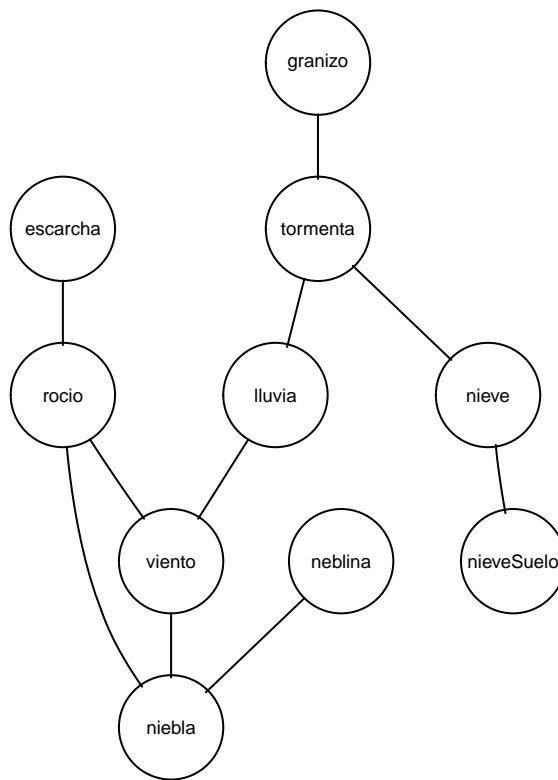 granizo
escarcha
tormenta
rocio
lluvia
nieve
viento
neblina
nieveSuelo
niebla